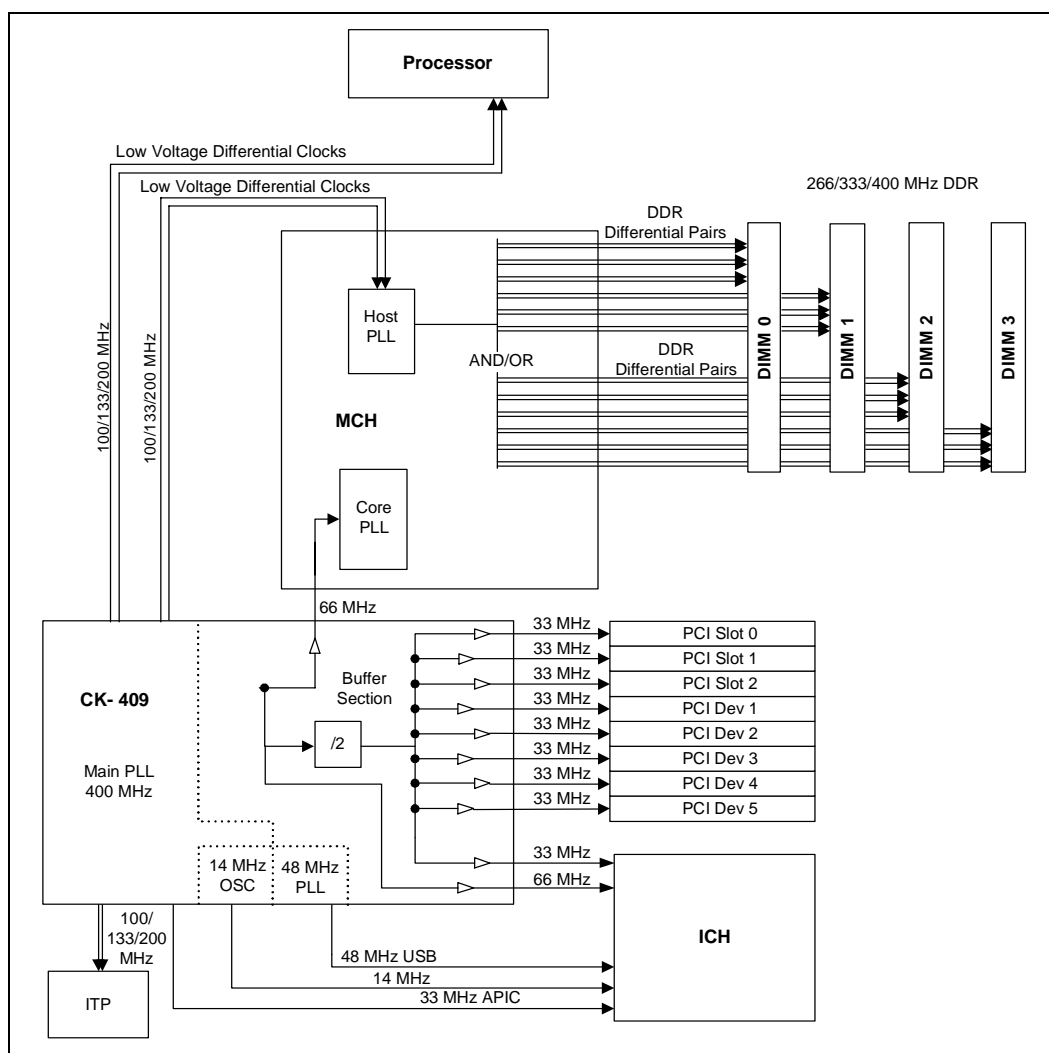 Processor
Low Voltage Differential Clocks
Low Voltage Differential Clocks
266/333/400 MHz DDR
DDR
Differential Pairs
100/133/200 MHz
100/133/200 MHz
Host
PLL
AND/OR
DDR
Differential Pairs
DIMM 0
DIMM 1
DIMM 2
DIMM 3
MCH
Core
PLL
66 MHz
CK- 409
Main PLL
400 MHz
Buffer
Section
/2
33 MHz
PCI Slot 0
33 MHz
PCI Slot 1
33 MHz
PCI Slot 2
33 MHz
PCI Dev 1
33 MHz
PCI Dev 2
33 MHz
PCI Dev 3
33 MHz
PCI Dev 4
33 MHz
PCI Dev 5
14 MHz
OSC
48 MHz
PLL
33 MHz
66 MHz
ICH
100/
133/200
MHz
48 MHz USB
14 MHz
33 MHz APIC
ITP